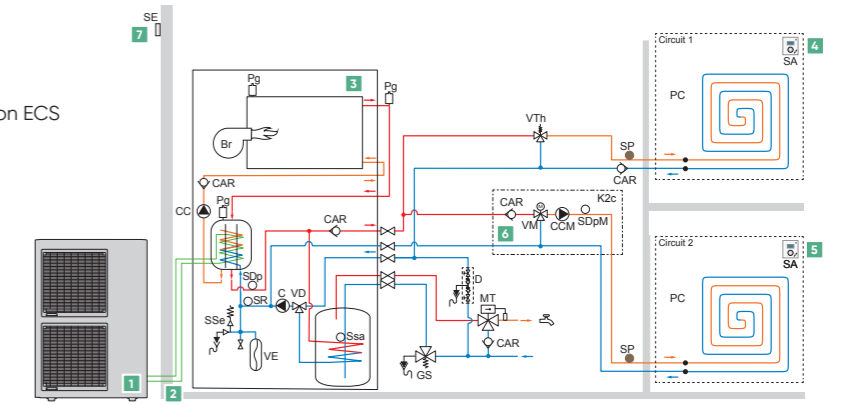 SE
7
on ECS
Circuit 1
4
SA
PC
3
Pg
Pg
Br
VTh
SP
CAR
CAR
Pg
CC
CAR
CAR
K2c
VM
CCM
SDpM
6
Circuit 2
5
SA
PC
SDp
SR
C
VD
D
MT
SSe
Ssa
VE
CAR
GS
SP
M
1
2